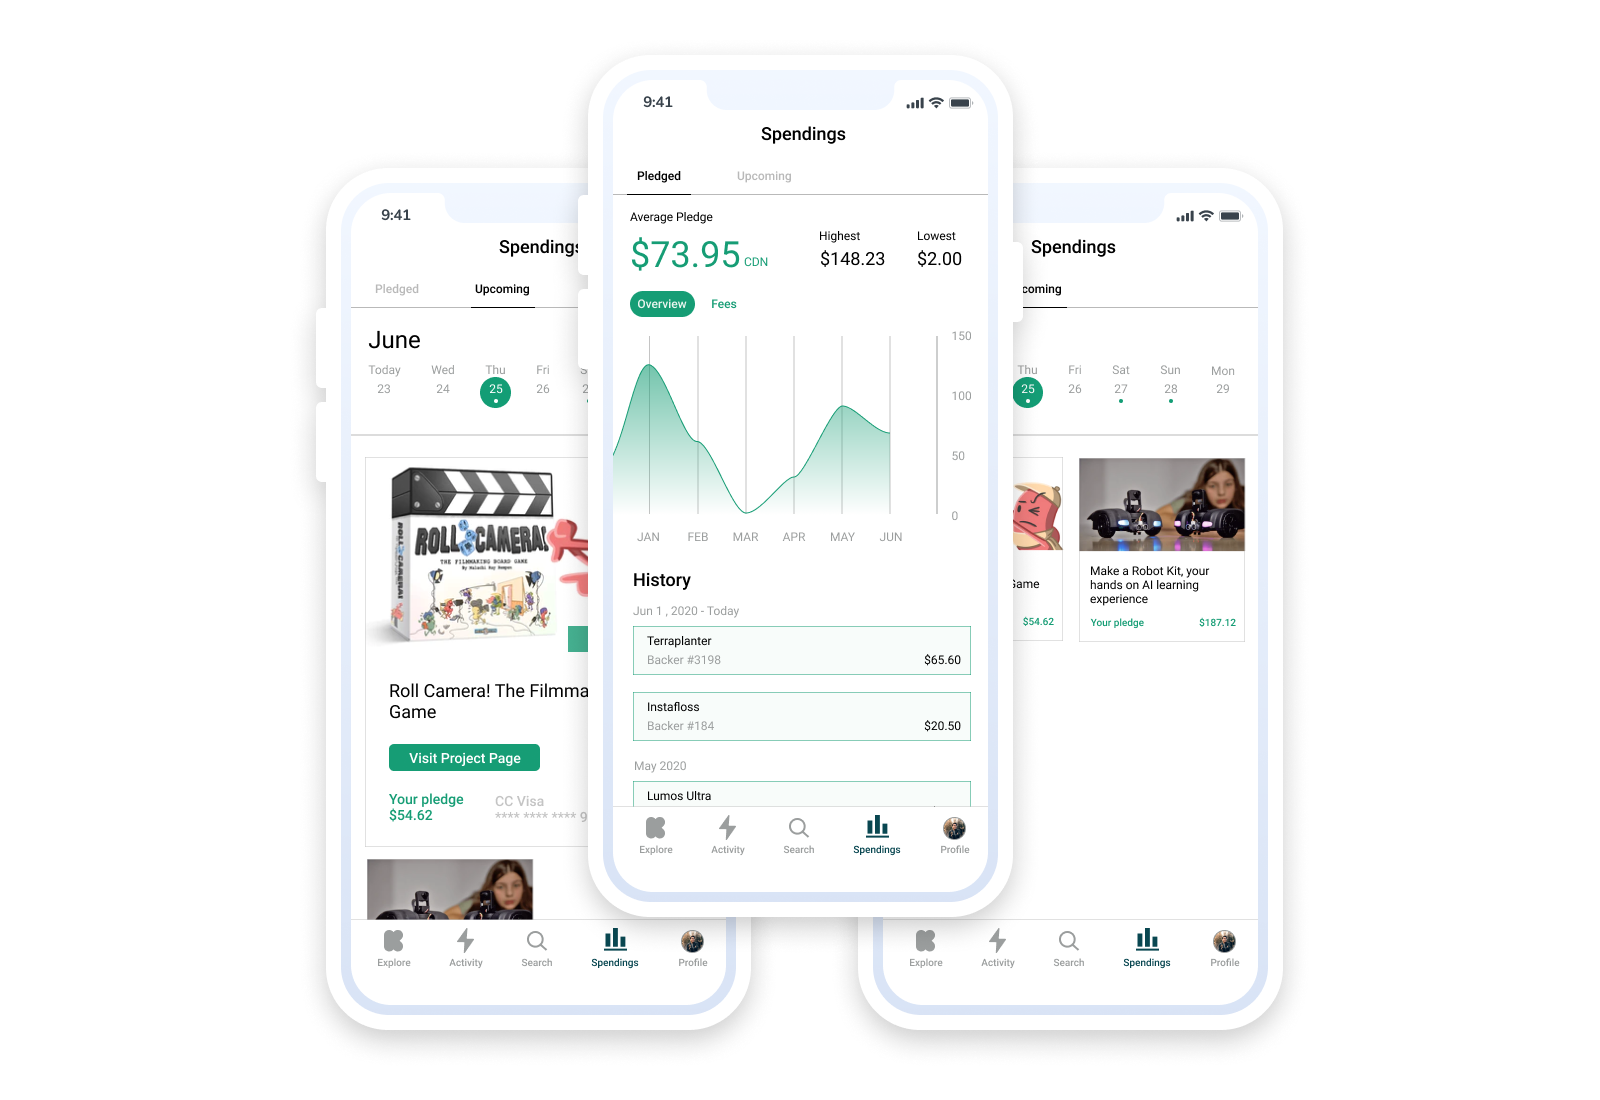 9:41
Spendings
Pledged
Upcoming
June
Today
Wed
Thu
Fri
23
24
25
26
ROLL CAMERA!
ROLL CAMERA!
THE FILMMAKING BOARD GAME
By Malachi Ray Rempen
Roll Camera! The Filmma
Game
Visit Project Page
Your pledge
$54.62
CC Visa
**** **** **** 9
Explore
Activity
Search
Spendings
Profile
9:41
Spendings
Pledged
Upcoming
Average Pledge
$73.95 CDN
Highest
$148.23
Lowest
$2.00
Overview
Fees
150
100
50
0
JAN
FEB
MAR
APR
MAY
JUN
History
Jun 1 , 2020 - Today
Terraplanter
Backer #3198
$65.60
Instafloss
Backer #184
$20.50
May 2020
Lumos Ultra
Explore
Activity
Search
Spendings
Profile
Spendings
coming
Thu
Fri
Sat
Sun
Mon
25
26
27
28
29
Game
$54.62
Make a Robot Kit, your
hands on AI learning
experience
Your pledge
$187.12
Explore
Activity
Search
Spendings
Profile